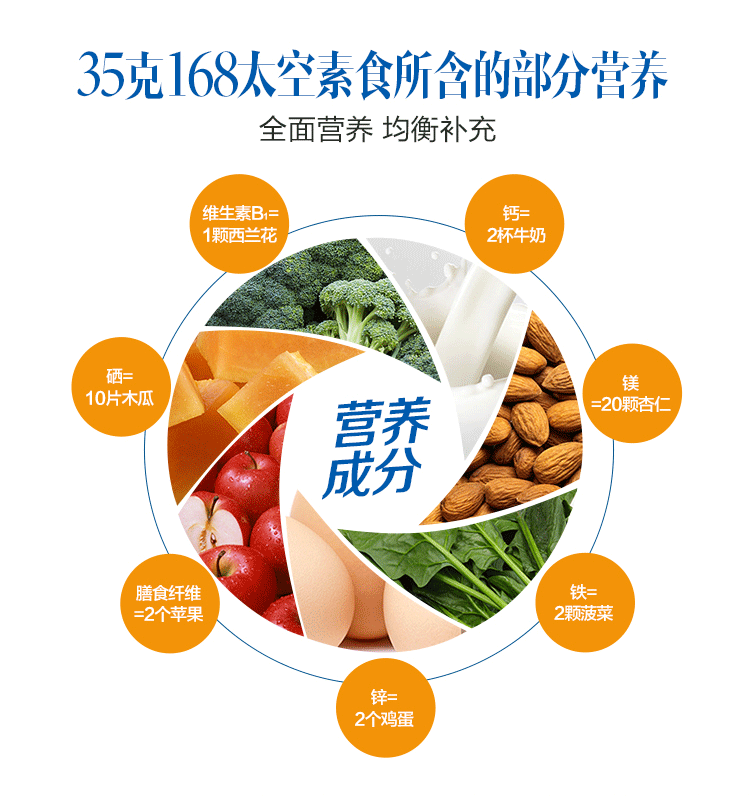 35克168太空素食所含的部分营养
全面营养 均衡补充
维生素B₁=
1颗西兰花
钙=
2杯牛奶
硒=
10片木瓜
镁
=20颗杏仁
营养
成分
膳食纤维
=2个苹果
铁=
2颗菠菜
锌=
2个鸡蛋